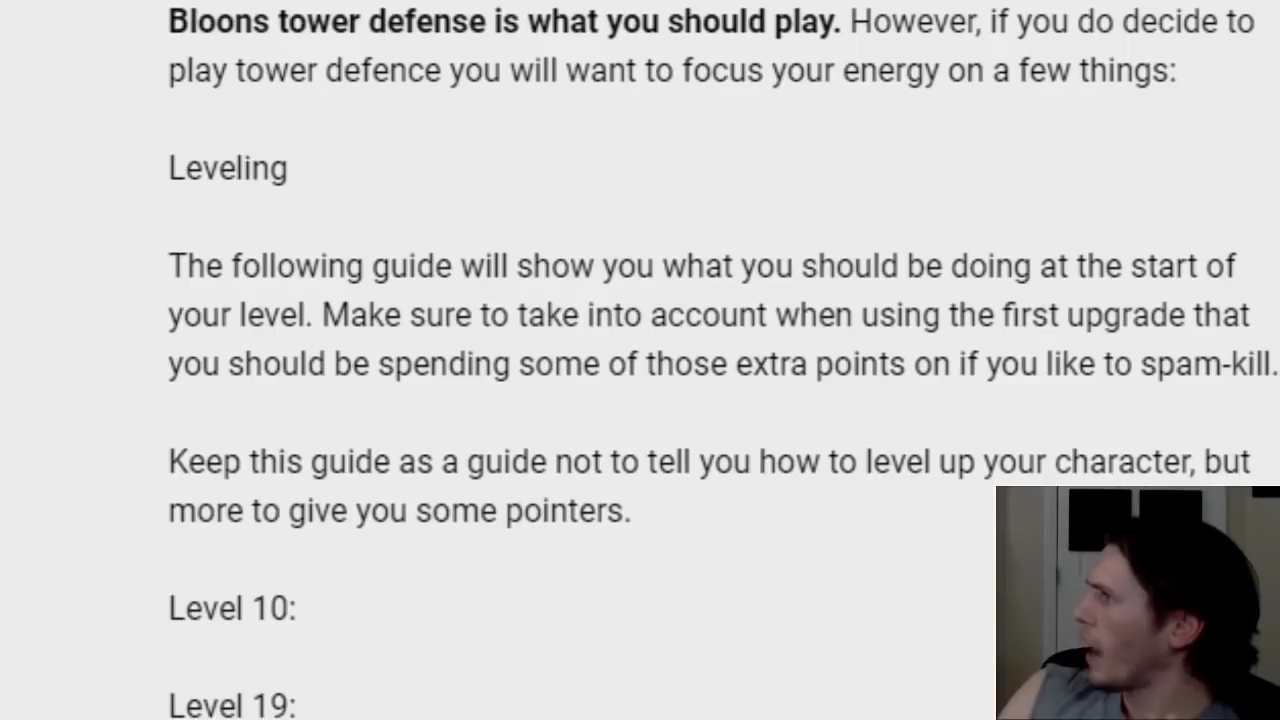 Bloons tower defense is what you should play. However, if you do decide to
play tower defence you will want to focus your energy on a few things:
Leveling
The following guide will show you what you should be doing at the start of
your level. Make sure to take into account when using the first upgrade that
you should be spending some of those extra points on if you like to spam-kill.
Keep this guide as a guide not to tell you how to level up your character, but
more to give you some pointers.
Level 10:
Level 19: